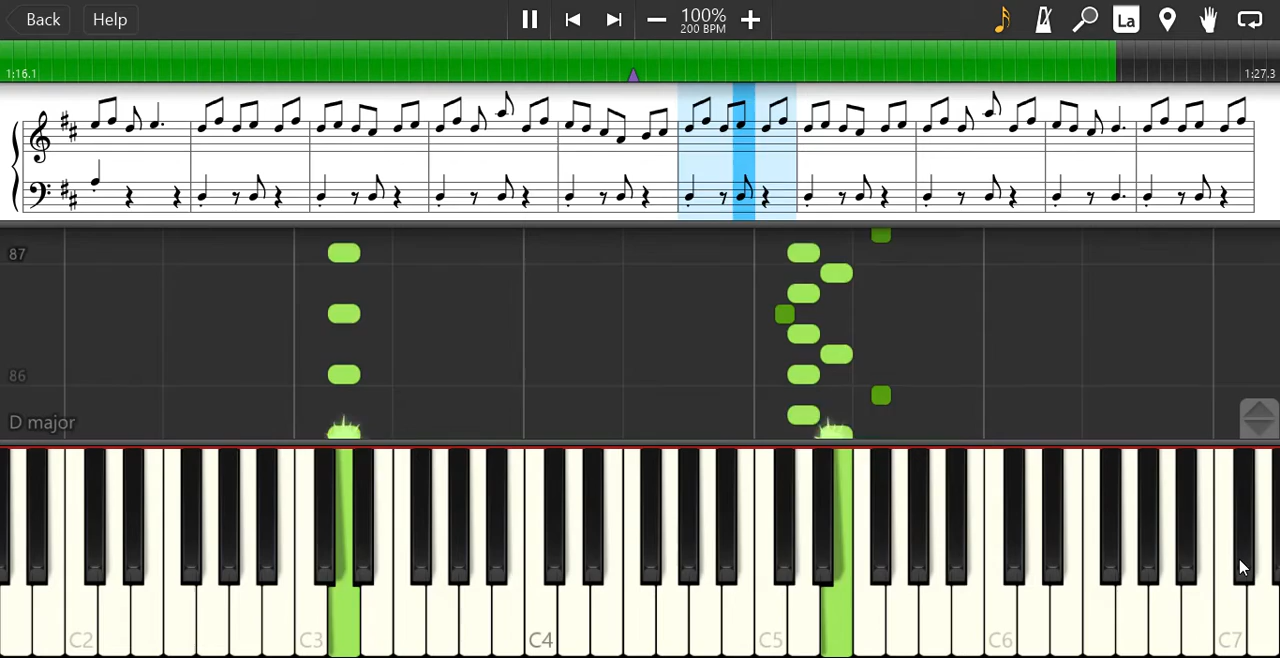 Back Help 100% La
200 BPM
1:16.1 1:27.3
87
86
D major
C2 C3 C4 C5 C6 C7